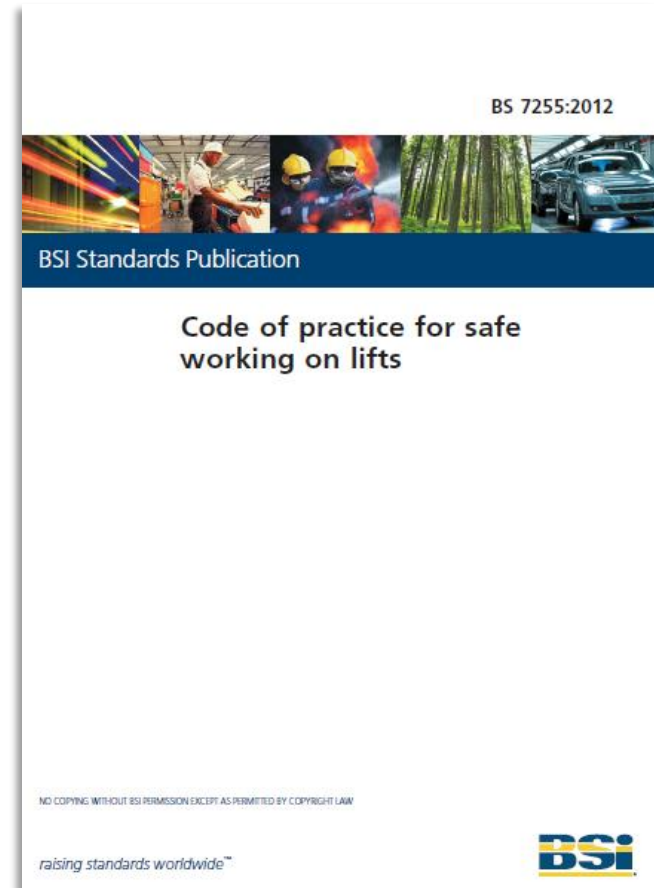 BS 7255:2012
BSI Standards Publication
Code of practice for safe
working on lifts
NO COPYING WITHOUT BSI PERMISSION EXCEPT AS PERMITTED BY COPYRIGHT LAW
raising standards worldwide™
BSi